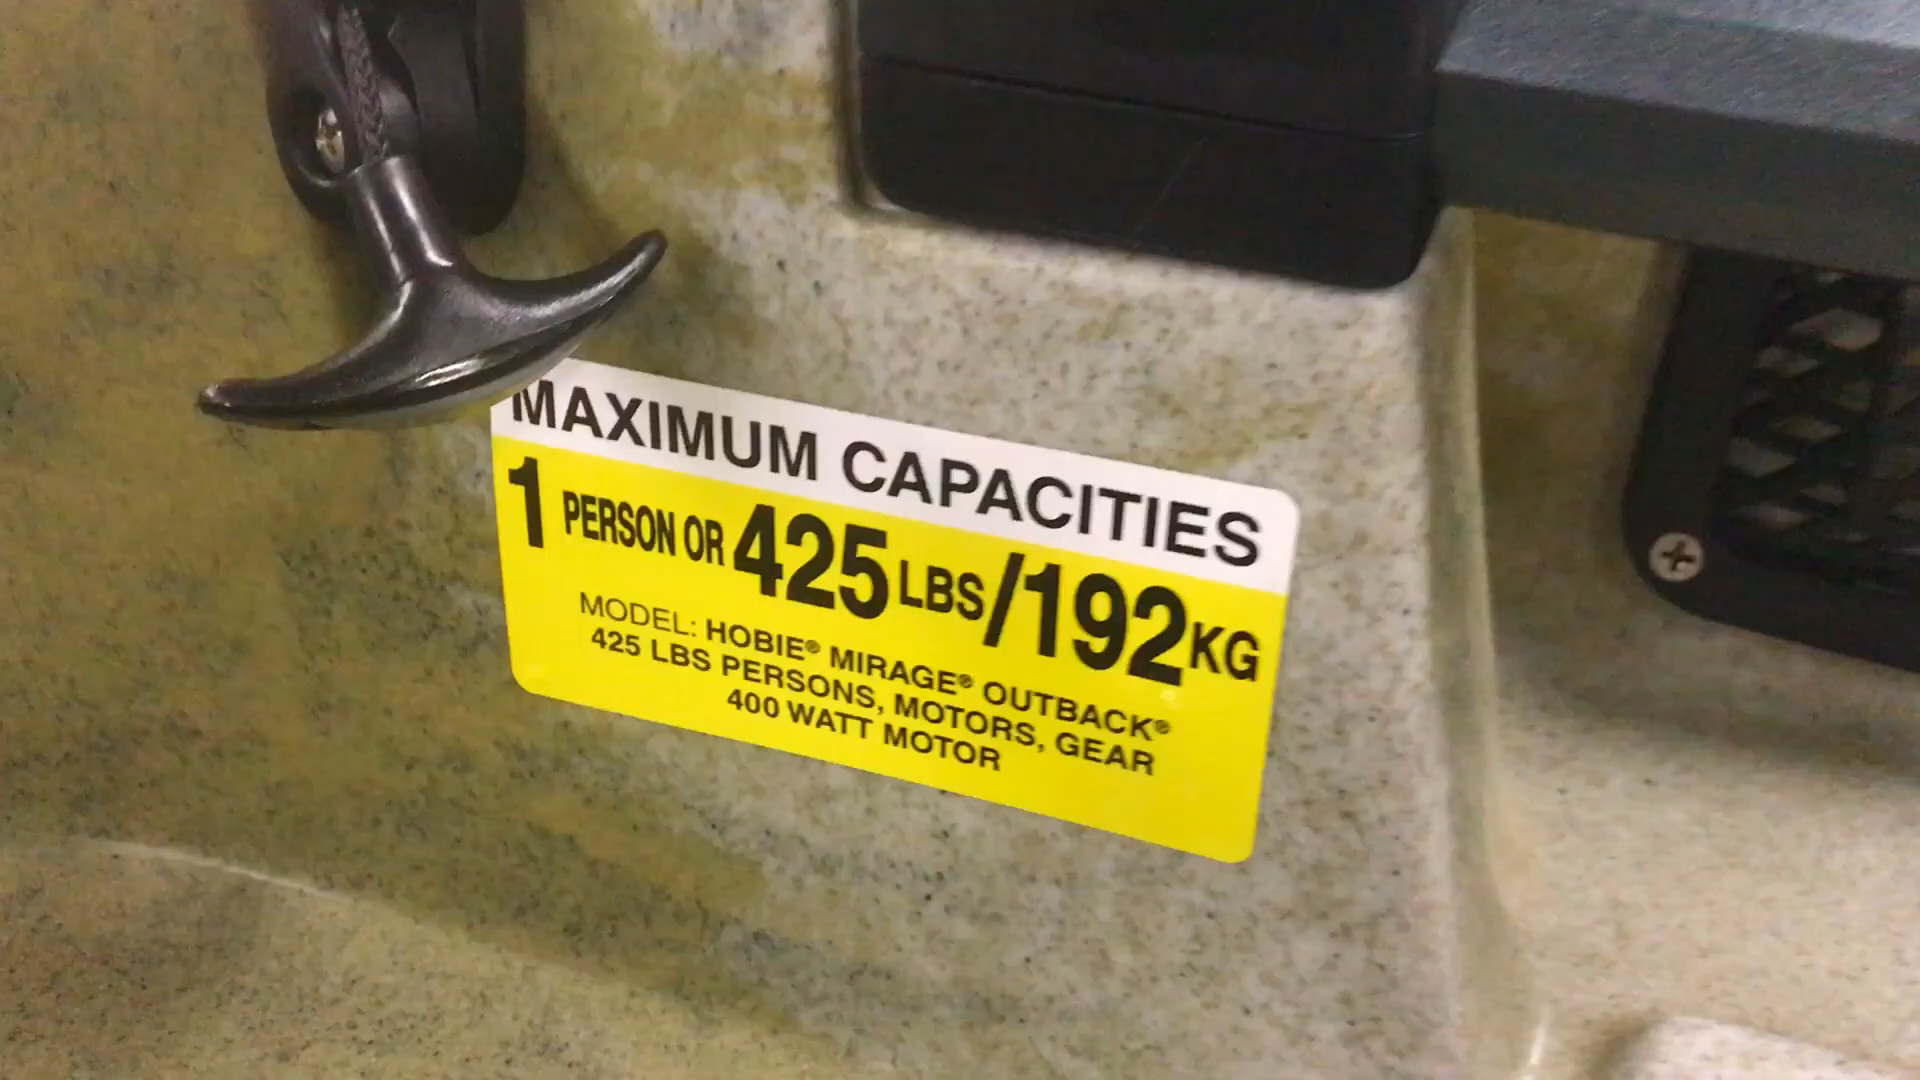 MAXIMUM CAPACITIES
1 PERSON OR 425 LBS/192 KG
MODEL: HOBIE® MIRAGE® OUTBACK®
425 LBS PERSONS, MOTORS, GEAR
400 WATT MOTOR